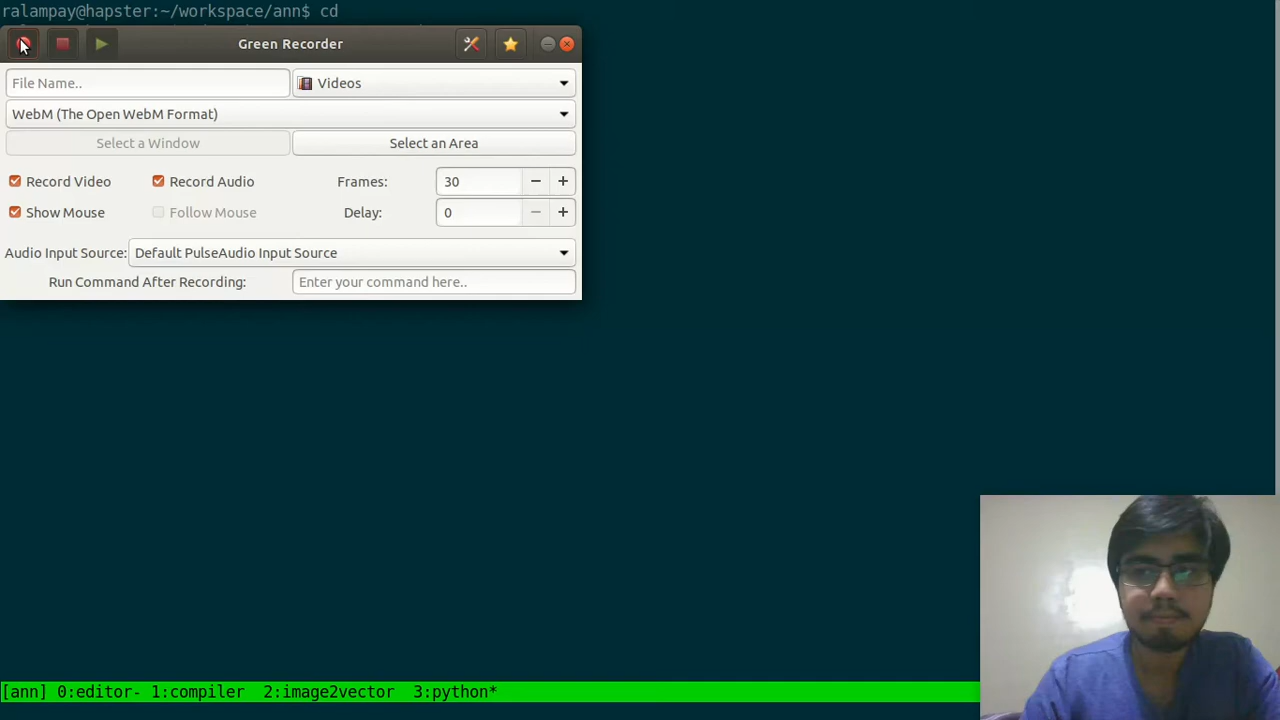 ralampay@hapster:~/workspace/ann$ cd
Green Recorder
File Name..
Videos
WebM (The Open WebM Format)
Select a Window
Select an Area
Record Video
Record Audio
Frames:
30
Show Mouse
Follow Mouse
Delay:
0
Audio Input Source:
Default PulseAudio Input Source
Run Command After Recording:
Enter your command here..
[ann] 0:editor- 1:compiler  2:image2vector  3:python*